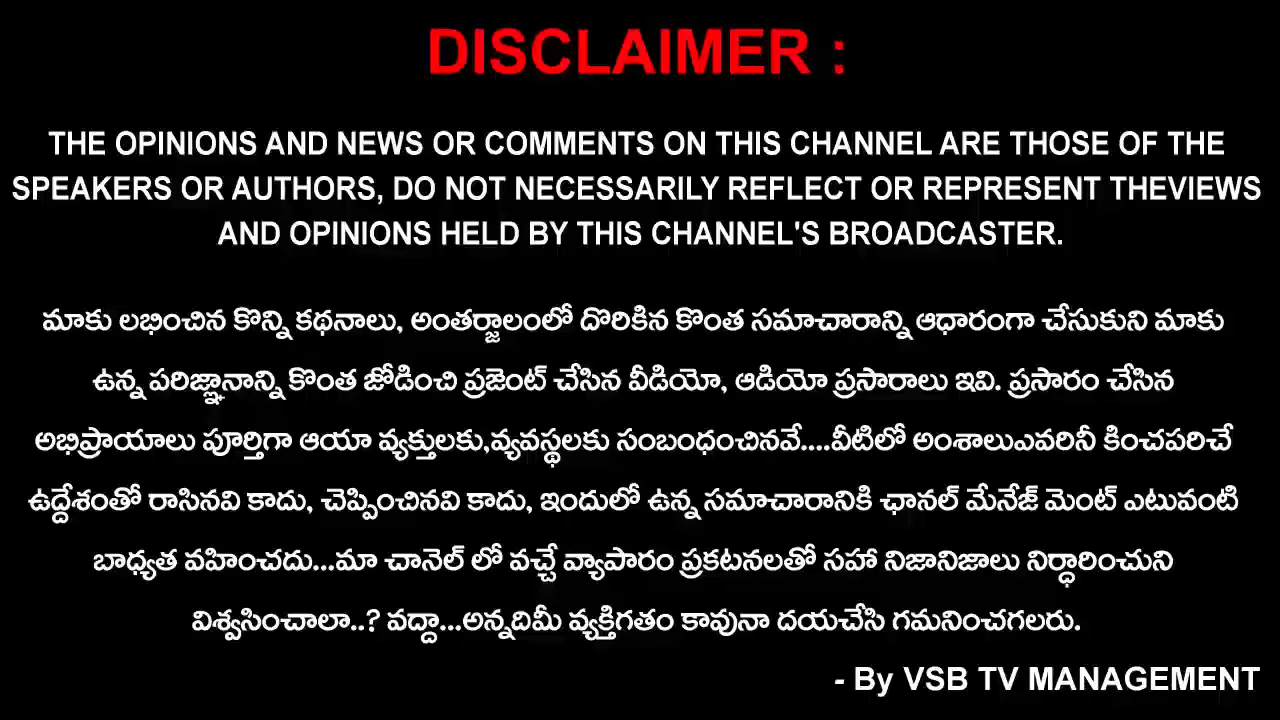 DISCLAIMER :
THE OPINIONS AND NEWS OR COMMENTS ON THIS CHANNEL ARE THOSE OF THE
SPEAKERS OR AUTHORS, DO NOT NECESSARILY REFLECT OR REPRESENT THEVIEWS
AND OPINIONS HELD BY THIS CHANNEL'S BROADCASTER.
మాకు లభించిన కొన్ని కథనాలు, అంతర్జాలంలో దొరికిన కొంత సమాచారాన్ని ఆధారంగా చేసుకుని మాకు
ఉన్న పరిజ్ఞానాన్ని కొంత జోడించి ప్రజెంట్ చేసిన వీడియో, ఆడియో ప్రసారాలు ఇవి. ప్రసారం చేసిన
అభిప్రాయాలు పూర్తిగా ఆయా వ్యక్తులకు,వ్యవస్థలకు సంబంధంచినవే....వీటిలో అంశాలుఎవరినీ కించపరిచే
ఉద్దేశంతో రాసినవి కాదు, చెప్పించినవి కాదు, ఇందులో ఉన్న సమాచారానికి ఛానల్ మేనేజ్ మెంట్ ఎటువంటి
బాధ్యత వహించదు...మా చానెల్ లో వచ్చే వ్యాపారం ప్రకటనలతో సహా నిజానిజాలు నిర్ధారించుని
విశ్వసించాలా..? వద్దా...అన్నదిమీ వ్యక్తిగతం కావునా దయచేసి గమనించగలరు.
- By VSB TV MANAGEMENT